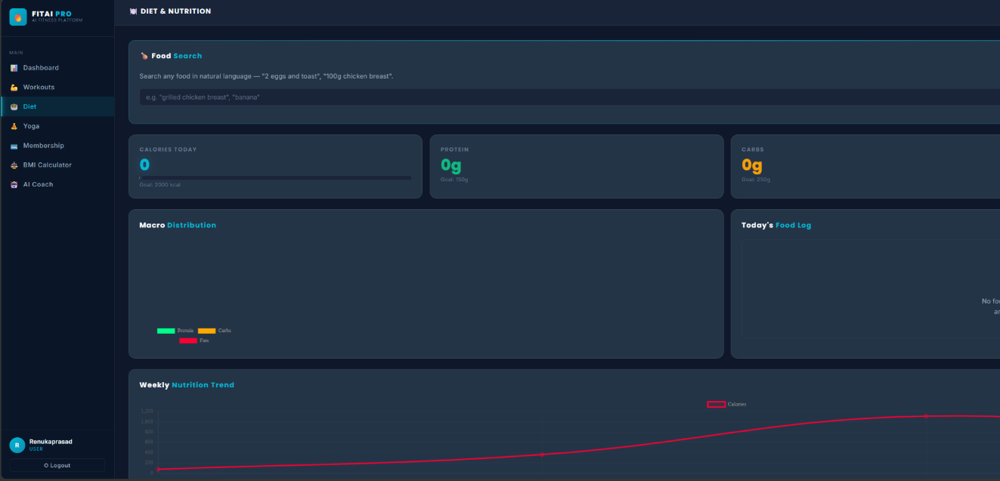 FITAI PRO
AI FITNESS PLATFORM
MAIN
Dashboard
Workouts
Diet
Yoga
Membership
BMI Calculator
AI Coach
R
Renukaprasad
USER
Logout
DIET & NUTRITION
Food Search
Search any food in natural language — "2 eggs and toast", "100g chicken breast".
e.g. "grilled chicken breast", "banana"
CALORIES TODAY
0
Goal: 2000 kcal
PROTEIN
0g
Goal: 150g
CARBS
0g
Goal: 250g
Macro Distribution
Protein Carbs
Fats
Today's Food Log
No fo
Weekly Nutrition Trend
Calories
1,200
1,000
800
600
400
200
0